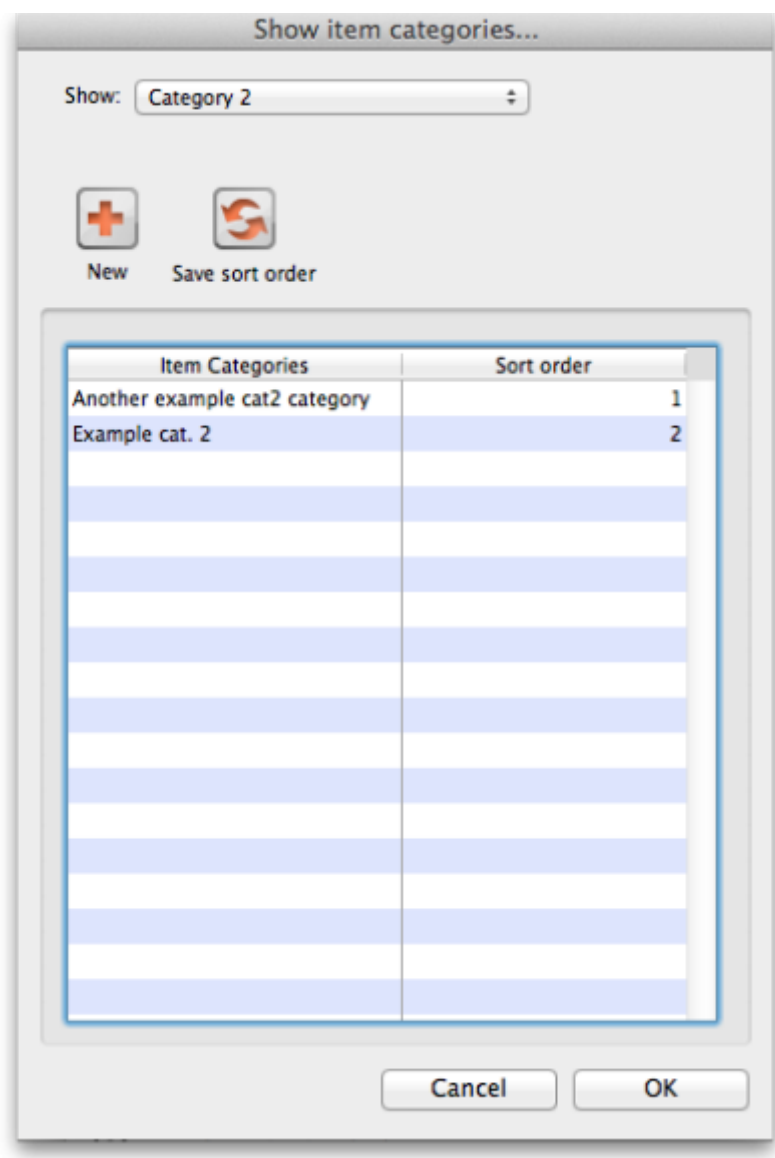 Show item categories...
Show: Category 2
New Save sort order
Item Categories Sort order
Another example cat2 category 1
Example cat. 2 2
Cancel OK